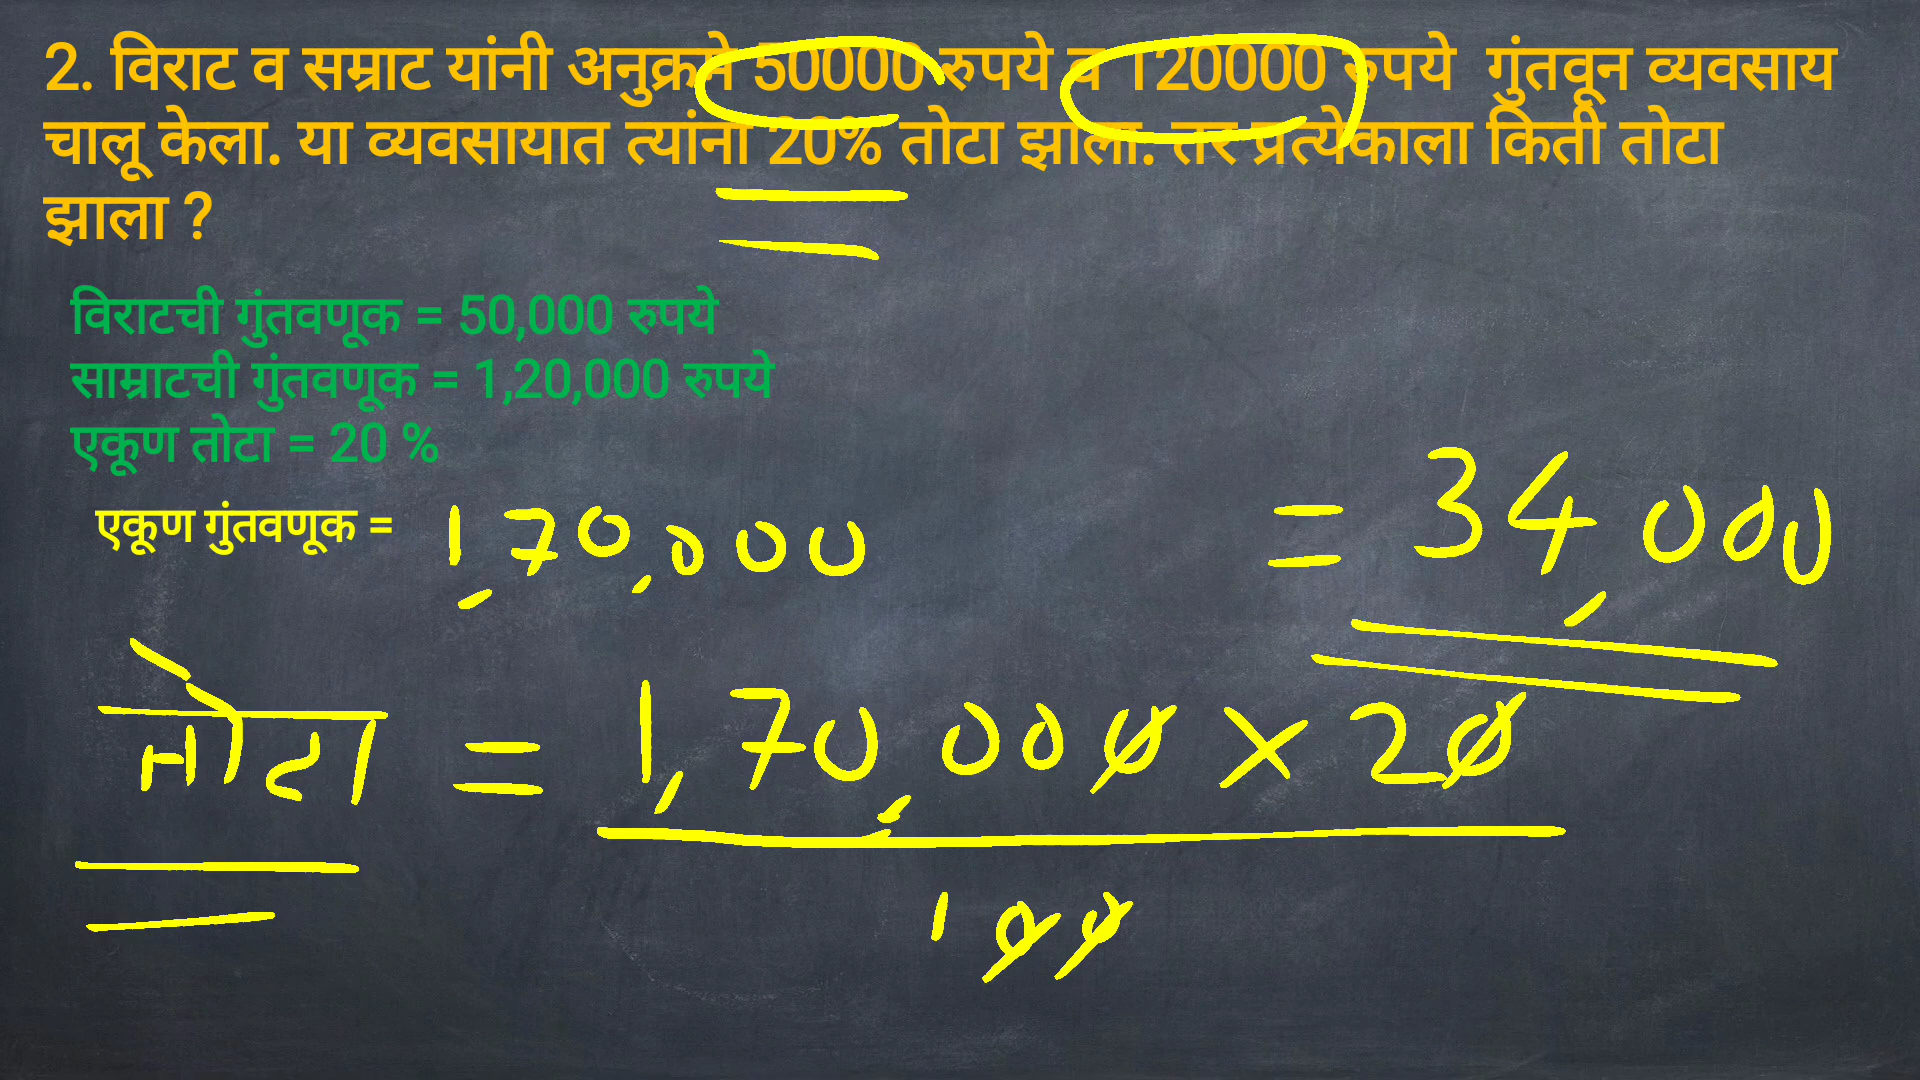 2. विराट व सम्राट यांनी अनुक्रमे 50000 रुपये व 120000 रुपये गुंतवून व्यवसाय
चालू केला. या व्यवसायात त्यांना 20% तोटा झाला. तर प्रत्येकाला किती तोटा
झाला ?
विराटची गुंतवणूक = 50,000 रुपये
साम्राटची गुंतवणूक = 1,20,000 रुपये
एकूण तोटा = 20 %
एकूण गुंतवणूक = 1,70,000
= 34,000
तोटा = 1,70,000 × 20
100